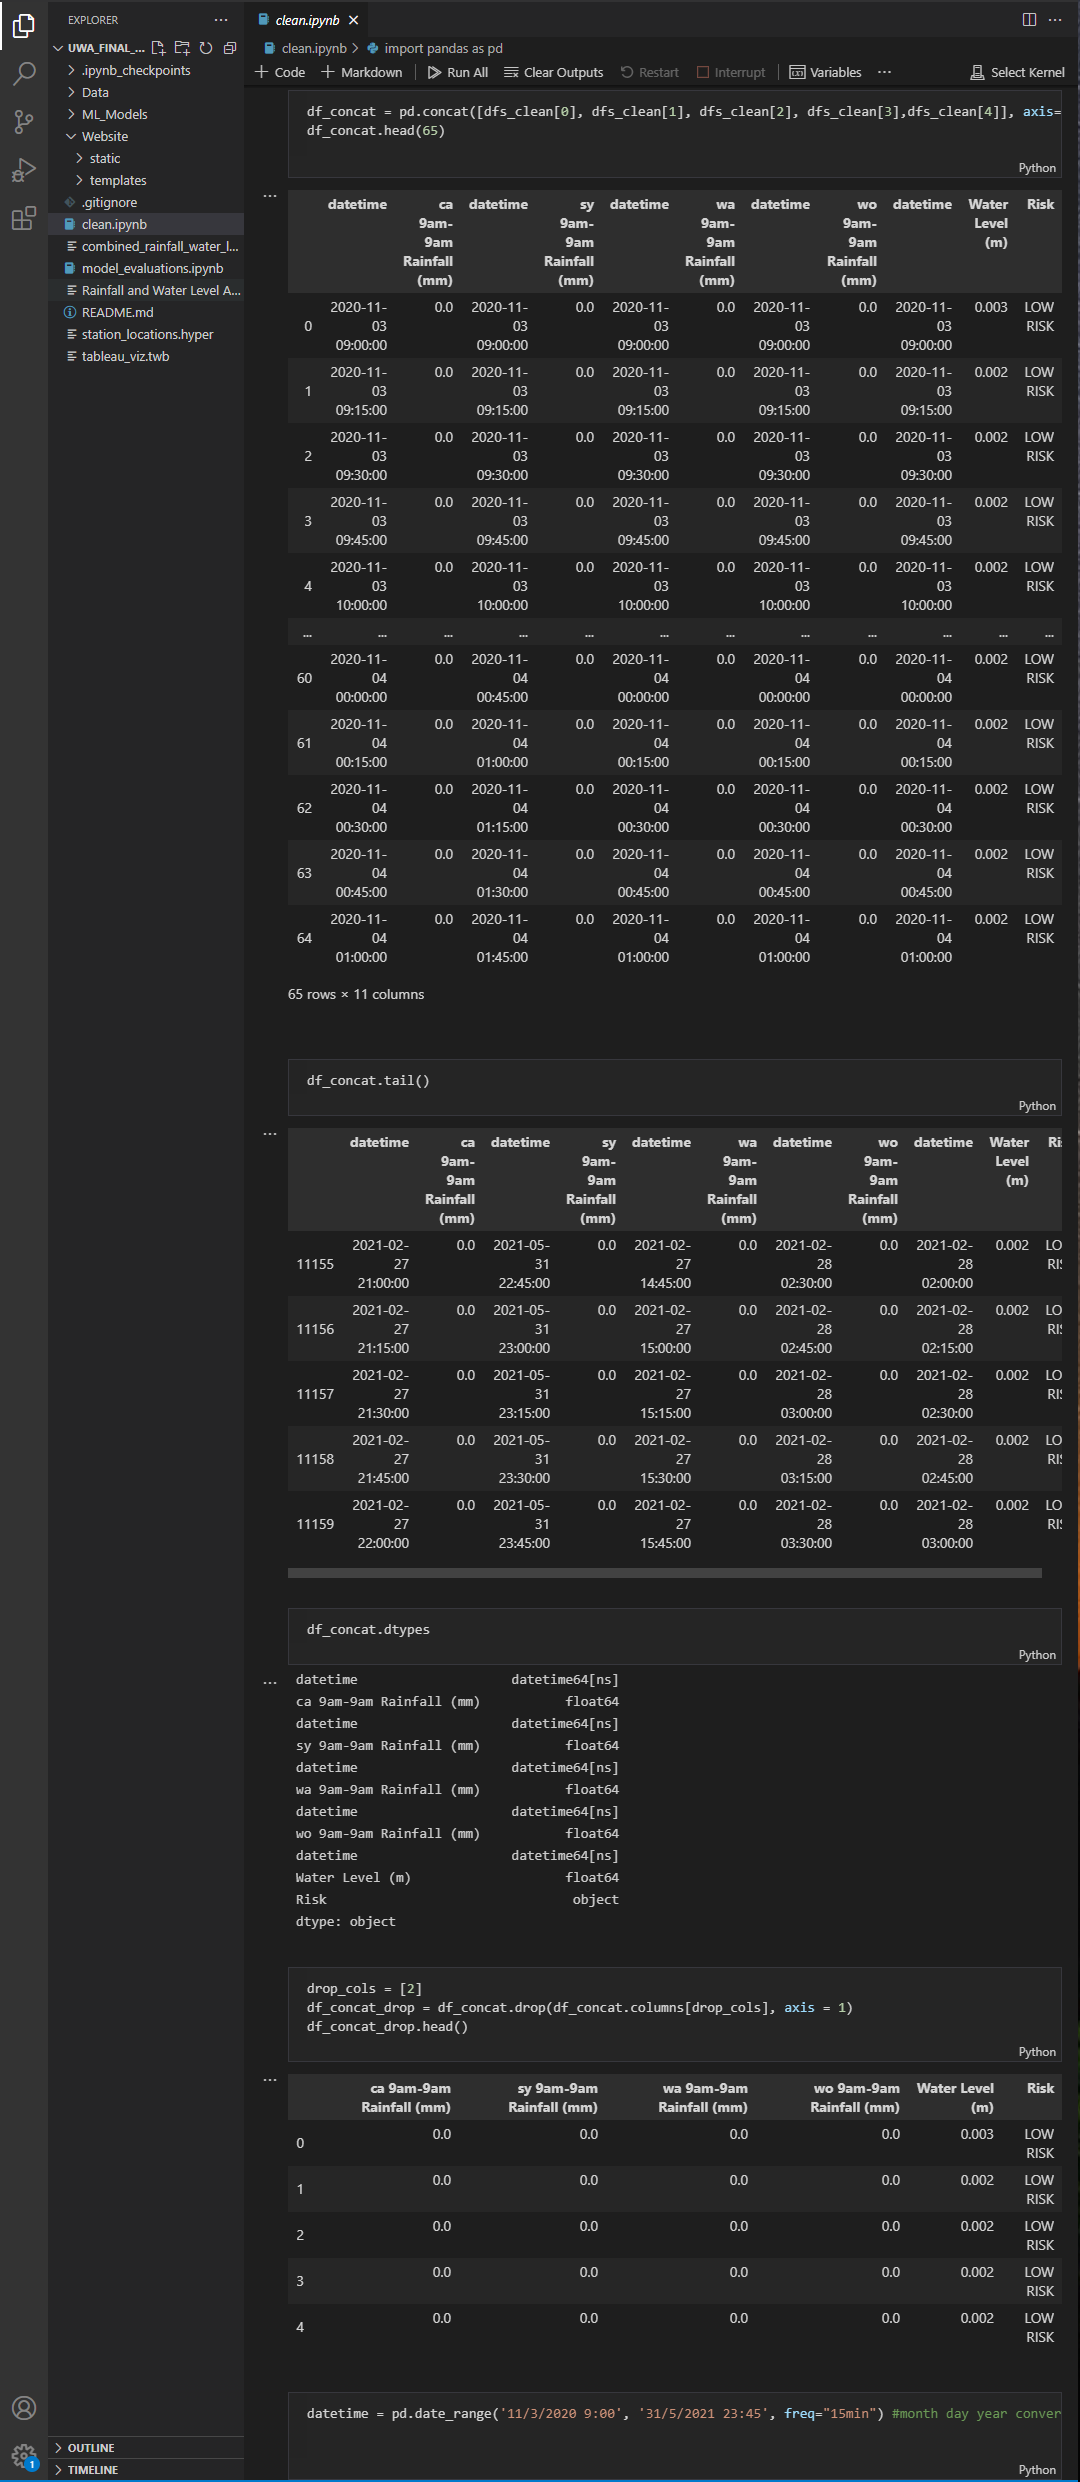 EXPLORER
UWA_FINAL_...
.ipynb_checkpoints
Data
ML_Models
Website
static
templates
.gitignore
clean.ipynb
combined_rainfall_water_l...
model_evaluations.ipynb
Rainfall and Water Level A...
README.md
station_locations.hyper
tableau_viz.twb
OUTLINE
TIMELINE
1
clean.ipynb
clean.ipynb > import pandas as pd
+ Code + Markdown Run All Clear Outputs Restart Interrupt Variables ... Select Kernel
df_concat = pd.concat([dfs_clean[0], dfs_clean[1], dfs_clean[2], dfs_clean[3],dfs_clean[4]], axis=
df_concat.head(65)
Python
datetime ca datetime sy datetime wa datetime wo datetime Water Risk
9am- 9am- 9am- 9am- Level
9am 9am 9am 9am (m)
Rainfall Rainfall Rainfall Rainfall
(mm) (mm) (mm) (mm)
2020-11- 0.0 2020-11- 0.0 2020-11- 0.0 2020-11- 0.0 2020-11- 0.003 LOW
0 03 03 03 03 03 RISK
09:00:00 09:00:00 09:00:00 09:00:00 09:00:00
2020-11- 0.0 2020-11- 0.0 2020-11- 0.0 2020-11- 0.0 2020-11- 0.002 LOW
1 03 03 03 03 03 RISK
09:15:00 09:15:00 09:15:00 09:15:00 09:15:00
2020-11- 0.0 2020-11- 0.0 2020-11- 0.0 2020-11- 0.0 2020-11- 0.002 LOW
2 03 03 03 03 03 RISK
09:30:00 09:30:00 09:30:00 09:30:00 09:30:00
2020-11- 0.0 2020-11- 0.0 2020-11- 0.0 2020-11- 0.0 2020-11- 0.002 LOW
3 03 03 03 03 03 RISK
09:45:00 09:45:00 09:45:00 09:45:00 09:45:00
2020-11- 0.0 2020-11- 0.0 2020-11- 0.0 2020-11- 0.0 2020-11- 0.002 LOW
4 03 03 03 03 03 RISK
10:00:00 10:00:00 10:00:00 10:00:00 10:00:00
... ... ... ... ... ... ... ... ... ... ... ...
2020-11- 0.0 2020-11- 0.0 2020-11- 0.0 2020-11- 0.0 2020-11- 0.002 LOW
60 04 04 04 04 04 RISK
00:00:00 00:45:00 00:00:00 00:00:00 00:00:00
2020-11- 0.0 2020-11- 0.0 2020-11- 0.0 2020-11- 0.0 2020-11- 0.002 LOW
61 04 04 04 04 04 RISK
00:15:00 01:00:00 00:15:00 00:15:00 00:15:00
2020-11- 0.0 2020-11- 0.0 2020-11- 0.0 2020-11- 0.0 2020-11- 0.002 LOW
62 04 04 04 04 04 RISK
00:30:00 01:15:00 00:30:00 00:30:00 00:30:00
2020-11- 0.0 2020-11- 0.0 2020-11- 0.0 2020-11- 0.0 2020-11- 0.002 LOW
63 04 04 04 04 04 RISK
00:45:00 01:30:00 00:45:00 00:45:00 00:45:00
2020-11- 0.0 2020-11- 0.0 2020-11- 0.0 2020-11- 0.0 2020-11- 0.002 LOW
64 04 04 04 04 04 RISK
01:00:00 01:45:00 01:00:00 01:00:00 01:00:00
65 rows × 11 columns
df_concat.tail()
Python
datetime ca datetime sy datetime wa datetime wo datetime Water Ri
9am- 9am- 9am- 9am- Level
9am 9am 9am 9am (m)
Rainfall Rainfall Rainfall Rainfall
(mm) (mm) (mm) (mm)
2021-02- 0.0 2021-05- 0.0 2021-02- 0.0 2021-02- 0.0 2021-02- 0.002 LO
11155 27 31 27 28 28 RIS
21:00:00 22:45:00 14:45:00 02:30:00 02:00:00
2021-02- 0.0 2021-05- 0.0 2021-02- 0.0 2021-02- 0.0 2021-02- 0.002 LO
11156 27 31 27 28 28 RIS
21:15:00 23:00:00 15:00:00 02:45:00 02:15:00
2021-02- 0.0 2021-05- 0.0 2021-02- 0.0 2021-02- 0.0 2021-02- 0.002 LO
11157 27 31 27 28 28 RIS
21:30:00 23:15:00 15:15:00 03:00:00 02:30:00
2021-02- 0.0 2021-05- 0.0 2021-02- 0.0 2021-02- 0.0 2021-02- 0.002 LO
11158 27 31 27 28 28 RIS
21:45:00 23:30:00 15:30:00 03:15:00 02:45:00
2021-02- 0.0 2021-05- 0.0 2021-02- 0.0 2021-02- 0.0 2021-02- 0.002 LO
11159 27 31 27 28 28 RIS
22:00:00 23:45:00 15:45:00 03:30:00 03:00:00
df_concat.dtypes
Python
datetime datetime64[ns]
ca 9am-9am Rainfall (mm) float64
datetime datetime64[ns]
sy 9am-9am Rainfall (mm) float64
datetime datetime64[ns]
wa 9am-9am Rainfall (mm) float64
datetime datetime64[ns]
wo 9am-9am Rainfall (mm) float64
datetime datetime64[ns]
Water Level (m) float64
Risk object
dtype: object
drop_cols = [2]
df_concat_drop = df_concat.drop(df_concat.columns[drop_cols], axis = 1)
df_concat_drop.head()
Python
ca 9am-9am sy 9am-9am wa 9am-9am wo 9am-9am Water Level Risk
Rainfall (mm) Rainfall (mm) Rainfall (mm) Rainfall (mm) (m)
0.0 0.0 0.0 0.0 0.003 LOW
0 RISK
0.0 0.0 0.0 0.0 0.002 LOW
1 RISK
0.0 0.0 0.0 0.0 0.002 LOW
2 RISK
0.0 0.0 0.0 0.0 0.002 LOW
3 RISK
0.0 0.0 0.0 0.0 0.002 LOW
4 RISK
datetime = pd.date_range('11/3/2020 9:00', '31/5/2021 23:45', freq="15min") #month day year conver
Python